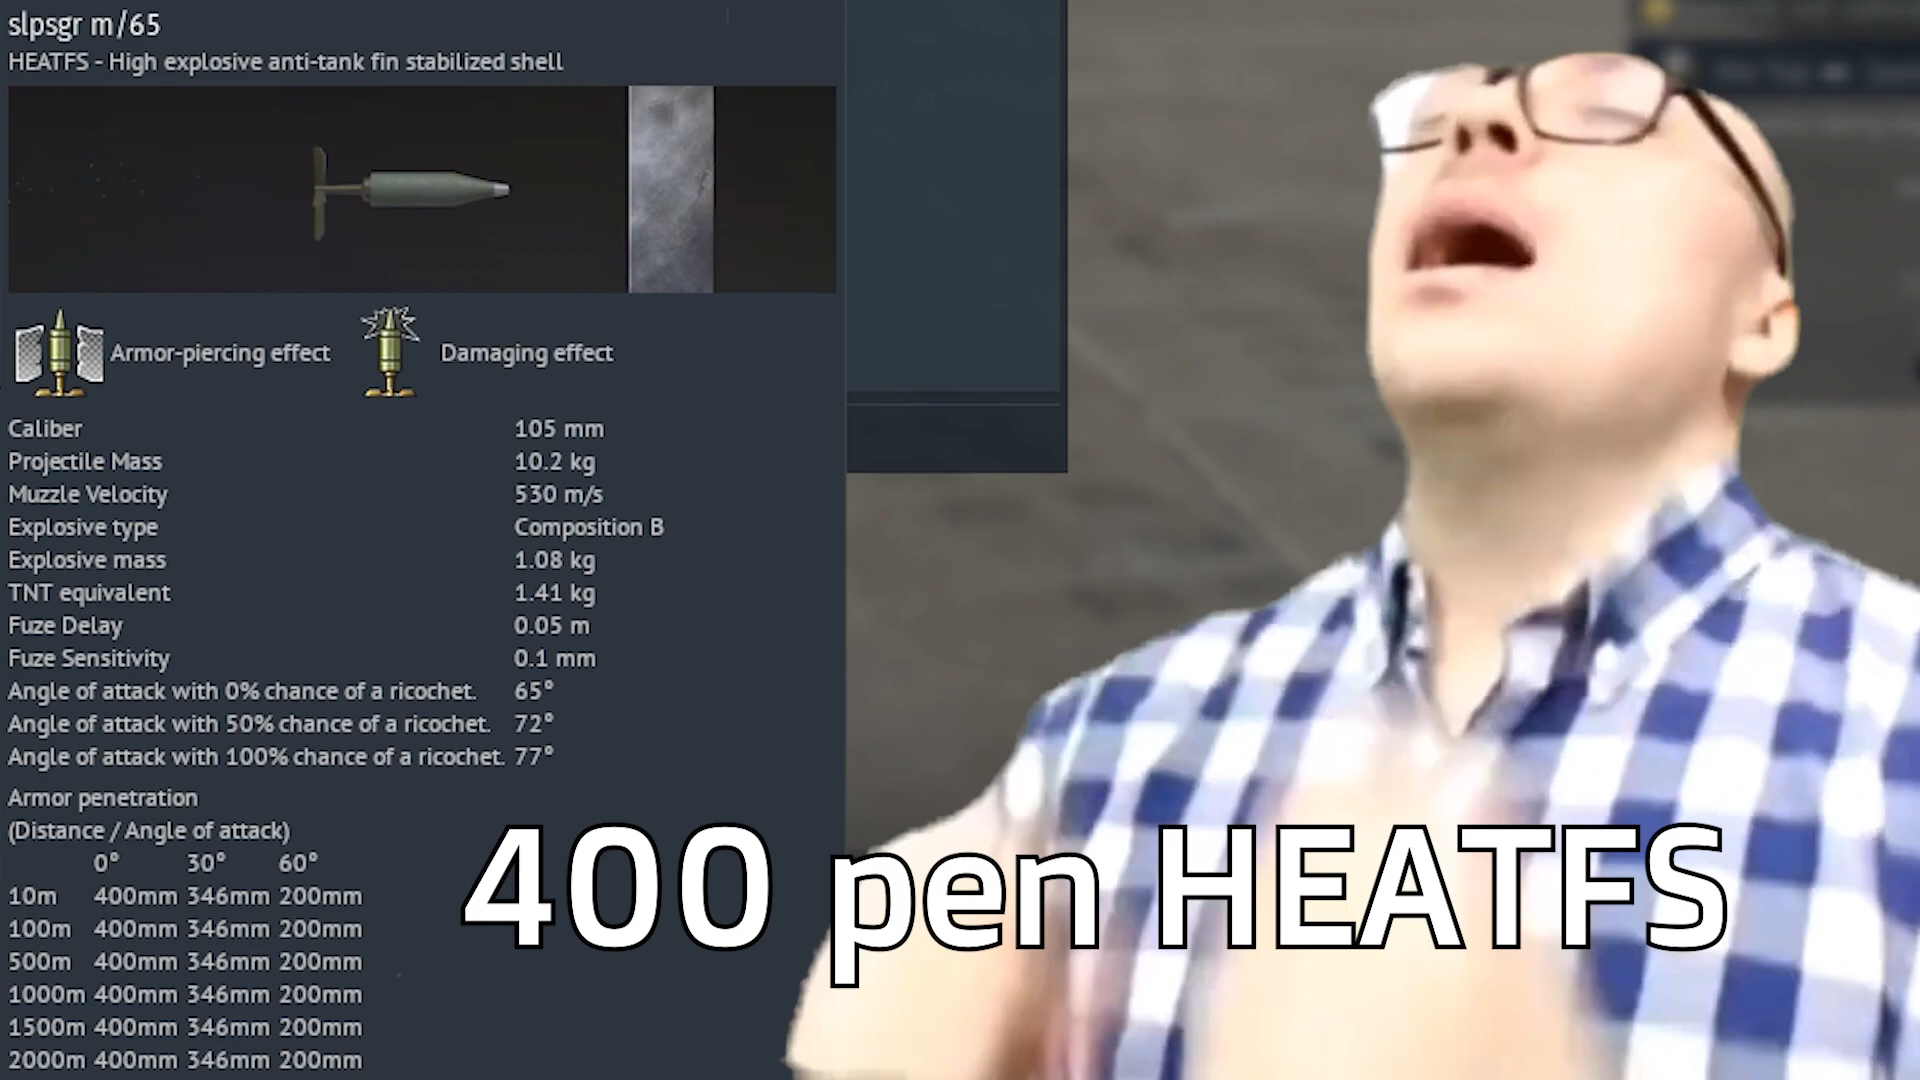 slpsgr m/65
HEATFS - High explosive anti-tank fin stabilized shell
Armor-piercing effect
Damaging effect
Caliber 105 mm
Projectile Mass 10.2 kg
Muzzle Velocity 530 m/s
Explosive type Composition B
Explosive mass 1.08 kg
TNT equivalent 1.41 kg
Fuze Delay 0.05 m
Fuze Sensitivity 0.1 mm
Angle of attack with 0% chance of a ricochet. 65°
Angle of attack with 50% chance of a ricochet. 72°
Angle of attack with 100% chance of a ricochet. 77°
Armor penetration
(Distance / Angle of attack)
0° 30° 60°
10m 400mm 346mm 200mm
100m 400mm 346mm 200mm
500m 400mm 346mm 200mm
1000m 400mm 346mm 200mm
1500m 400mm 346mm 200mm
2000m 400mm 346mm 200mm
400 pen HEATFS